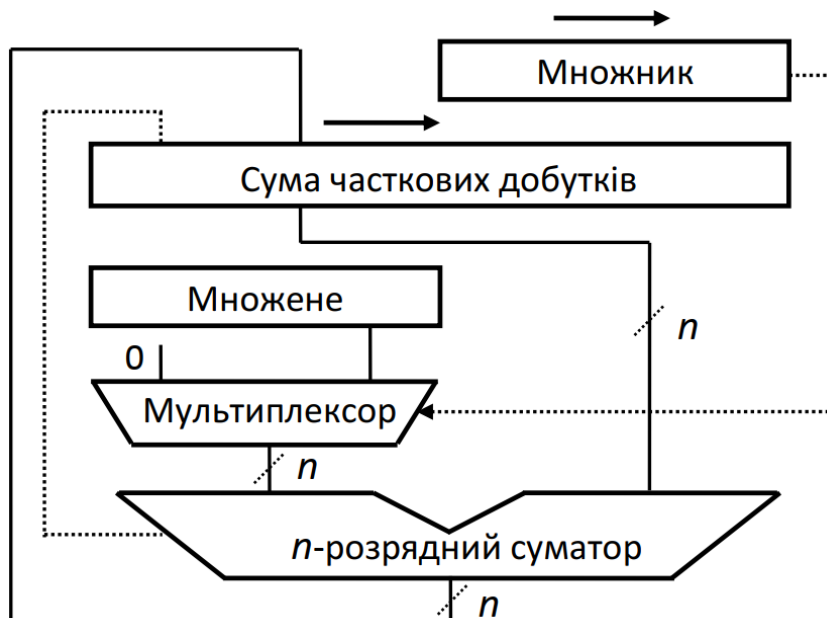 Множник
Сума часткових добутків
Множене
n
0
Мультиплексор
n
n-розрядний суматор
n